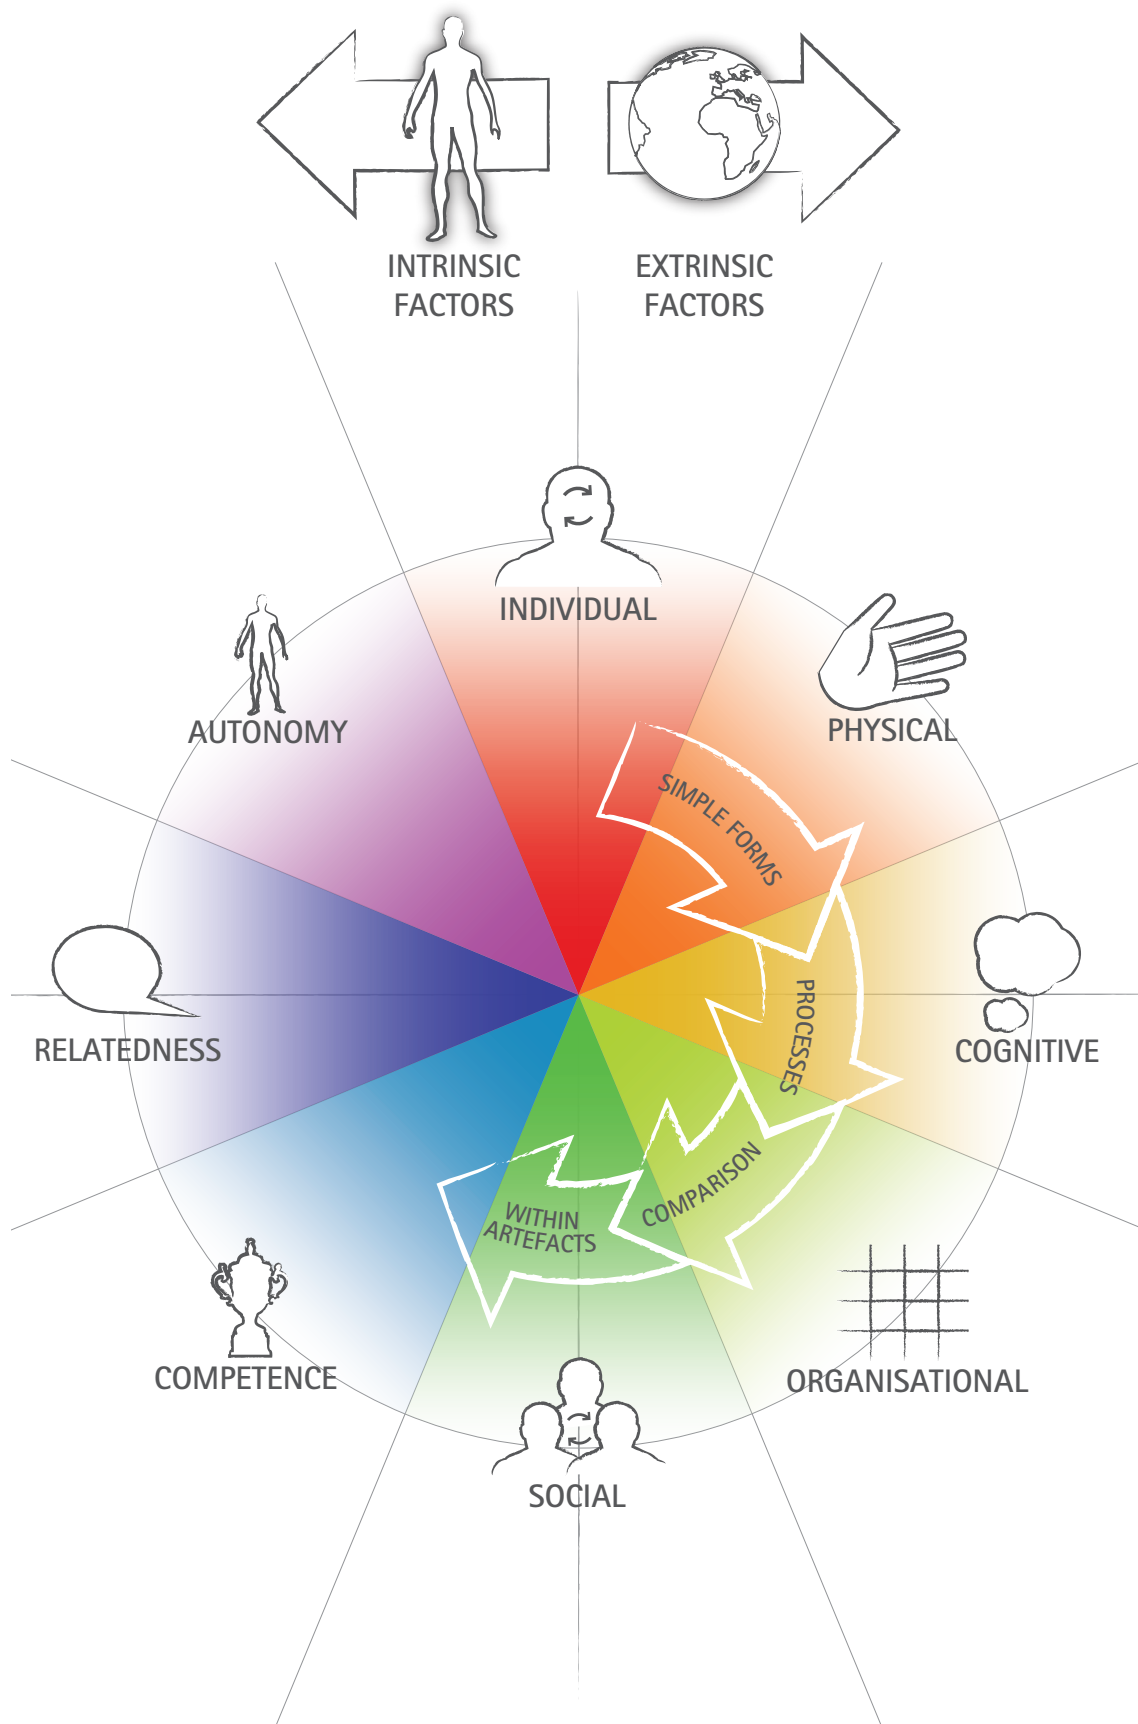 INTRINSIC
FACTORS
EXTRINSIC
FACTORS
INDIVIDUAL
AUTONOMY
PHYSICAL
SIMPLE FORMS
RELATEDNESS
PROCESSES
COGNITIVE
COMPARISON
WITHIN
ARTEFACTS
COMPETENCE
ORGANISATIONAL
SOCIAL